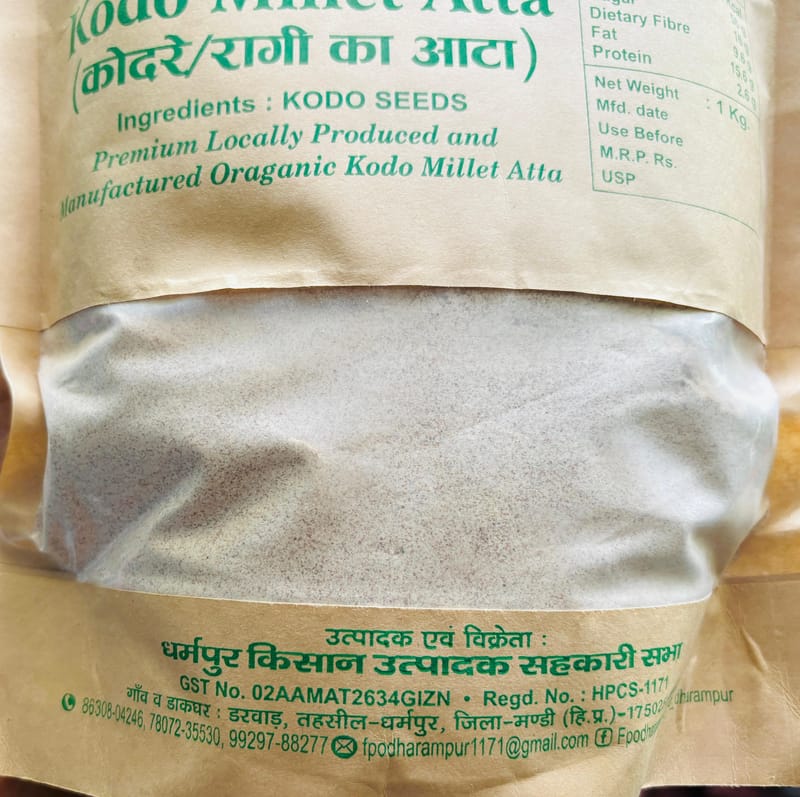 Kodo Millet Atta
(कोदरे/रागी का आटा)
Ingredients : KODO SEEDS
Premium Locally Produced and
Manufactured Oraganic Kodo Millet Atta
Dietary Fibre
Fat
Protein
Net Weight : 1 Kg.
Mfd. date
Use Before
M.R.P. Rs.
USP
उत्पादक एवं विक्रेता :
धर्मपुर किसान उत्पादक सहकारी सभा
GST No. 02AAMAT2634GIZN • Regd. No. : HPCS-1171
गाँव व डाकघर : डरवाड़, तहसील-धर्मपुर, जिला-मण्डी (हि.प्र.)-
86308-04246, 78072-35530, 99297-88277 fpodharampur1171@gmail.com